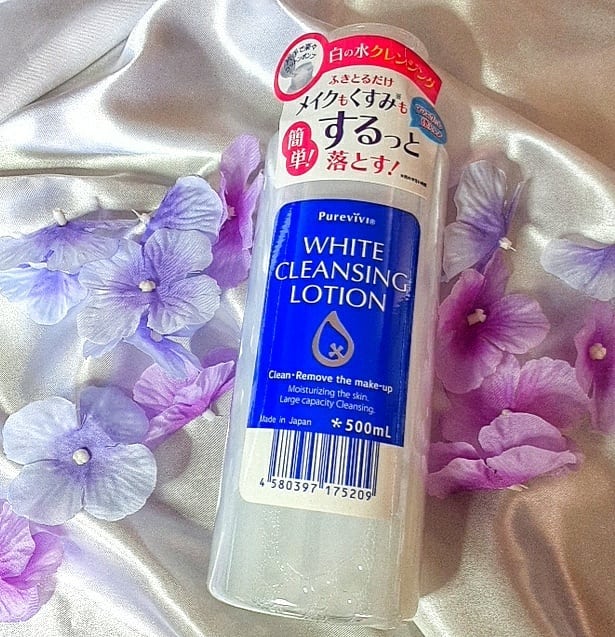 白の水クレンジング
ふきとるだけ
メイクもくすみ※も
簡単!
するっと
落とす!
Purevivi®
WHITE
CLEANSING
LOTION
Clean・Remove the make-up
Moisturizing the skin.
Large capacity Cleansing.
Made in Japan
*500mL
4 580397 175209